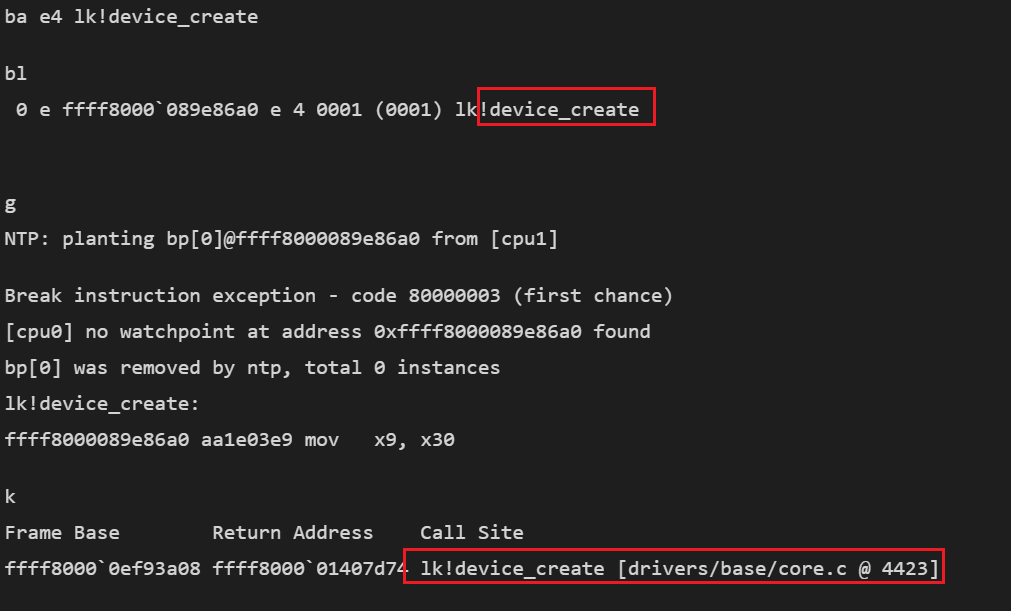 ba e4 lk!device_create
bl
0 e ffff8000`089e86a0 e 4 0001 (0001) lk!device_create
g
NTP: planting bp[0]@ffff8000089e86a0 from [cpu1]
Break instruction exception - code 80000003 (first chance)
[cpu0] no watchpoint at address 0xffff8000089e86a0 found
bp[0] was removed by ntp, total 0 instances
lk!device_create:
ffff8000089e86a0 aa1e03e9 mov   x9, x30
k
Frame Base        Return Address    Call Site
ffff8000`0ef93a08 ffff8000`01407d74 lk!device_create [drivers/base/core.c @ 4423]